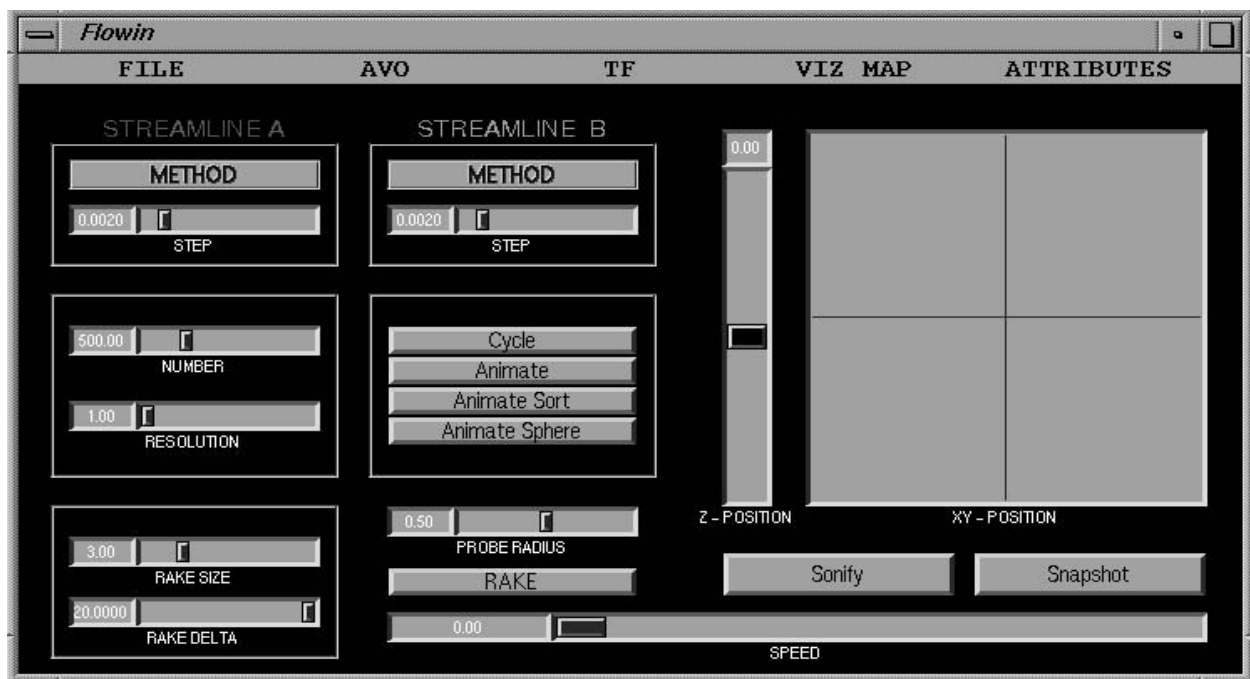 Flowin
FILE AVO TF VIZ MAP ATTRIBUTES
STREAMLINE A
METHOD
0.0020
STEP
500.00
NUMBER
1.00
RESOLUTION
3.00
RAKE SIZE
20.0000
RAKE DELTA
STREAMLINE B
METHOD
0.0020
STEP
Cycle
Animate
Animate Sort
Animate Sphere
0.50
PROBE RADIUS
RAKE
0.00
SPEED
0.00
Z - POSITION
XY - POSITION
Sonify
Snapshot